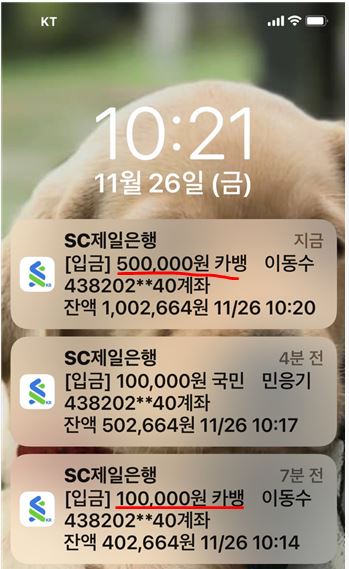 KT
10:21
11월 26일 (금)
SC제일은행 지금
[입금] 500,000원 카뱅 이동수
438202**40계좌
잔액 1,002,664원 11/26 10:20
SC제일은행 4분 전
[입금] 100,000원 국민 민응기
438202**40계좌
잔액 502,664원 11/26 10:17
SC제일은행 7분 전
[입금] 100,000원 카뱅 이동수
438202**40계좌
잔액 402,664원 11/26 10:14